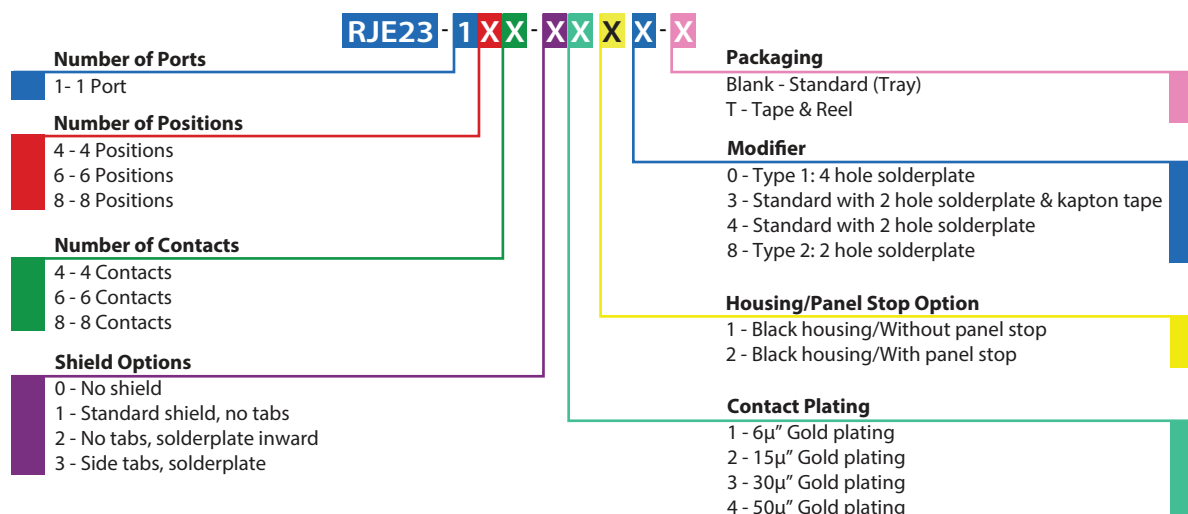 RJE23-1XX-XXXX-X
Number of Ports
1- 1 Port
Number of Positions
4 - 4 Positions
6 - 6 Positions
8 - 8 Positions
Number of Contacts
4 - 4 Contacts
6 - 6 Contacts
8 - 8 Contacts
Shield Options
0 - No shield
1 - Standard shield, no tabs
2 - No tabs, solderplate inward
3 - Side tabs, solderplate
Packaging
Blank - Standard (Tray)
T - Tape & Reel
Modifier
0 - Type 1: 4 hole solderplate
3 - Standard with 2 hole solderplate & kapton tape
4 - Standard with 2 hole solderplate
8 - Type 2: 2 hole solderplate
Housing/Panel Stop Option
1 - Black housing/Without panel stop
2 - Black housing/With panel stop
Contact Plating
1 - 6µ” Gold plating
2 - 15µ” Gold plating
3 - 30µ” Gold plating
4 - 50µ” Gold plating